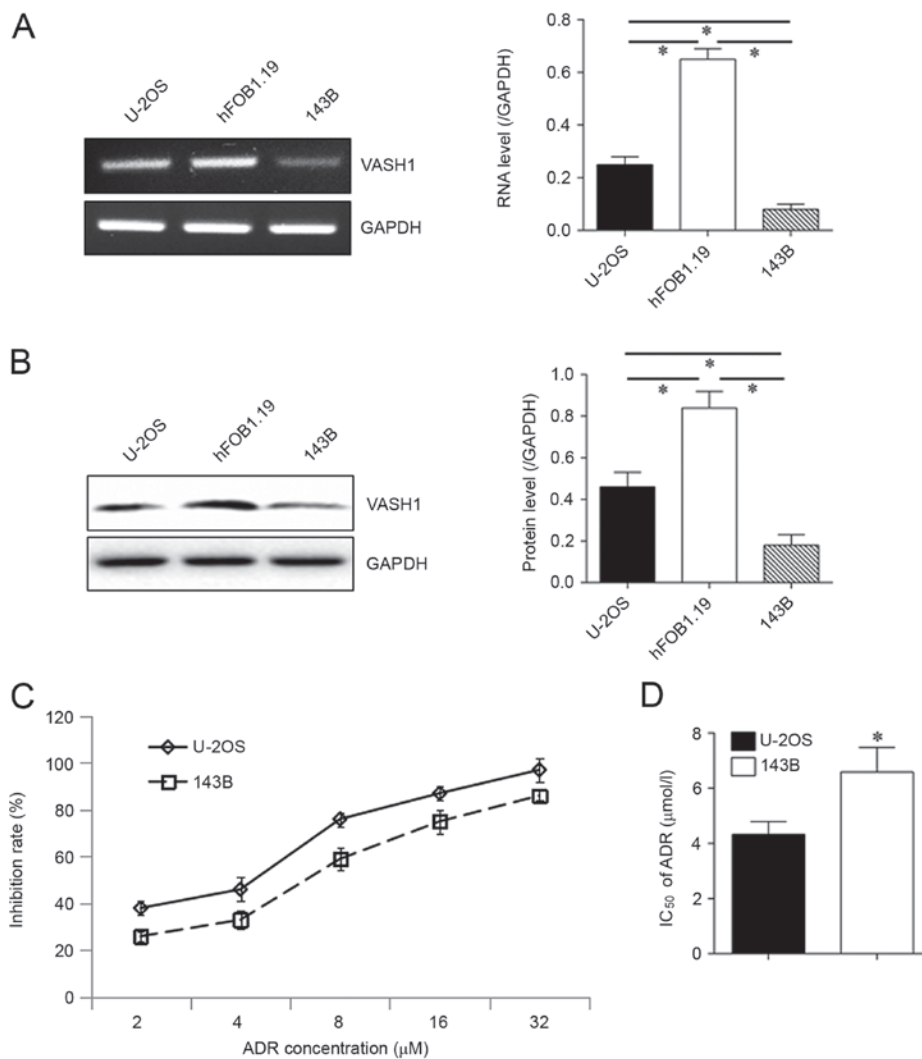 A
U-2OS
hFOB1.19
143B
VASH1
GAPDH
RNA level (/GAPDH)
0.8
0.6
0.4
0.2
0.0
*
* *
U-2OS
hFOB1.19
143B
B
U-2OS
hFOB1.19
143B
VASH1
GAPDH
Protein level (/GAPDH)
1.0
0.8
0.6
0.4
0.2
0.0
*
* *
U-2OS
hFOB1.19
143B
C
Inhibition rate (%)
120
100
80
60
40
20
0
U-2OS
143B
2 4 8 16 32
ADR concentration (μM)
D
IC50 of ADR (μmol/l)
8
6
4
2
0
U-2OS
143B
*